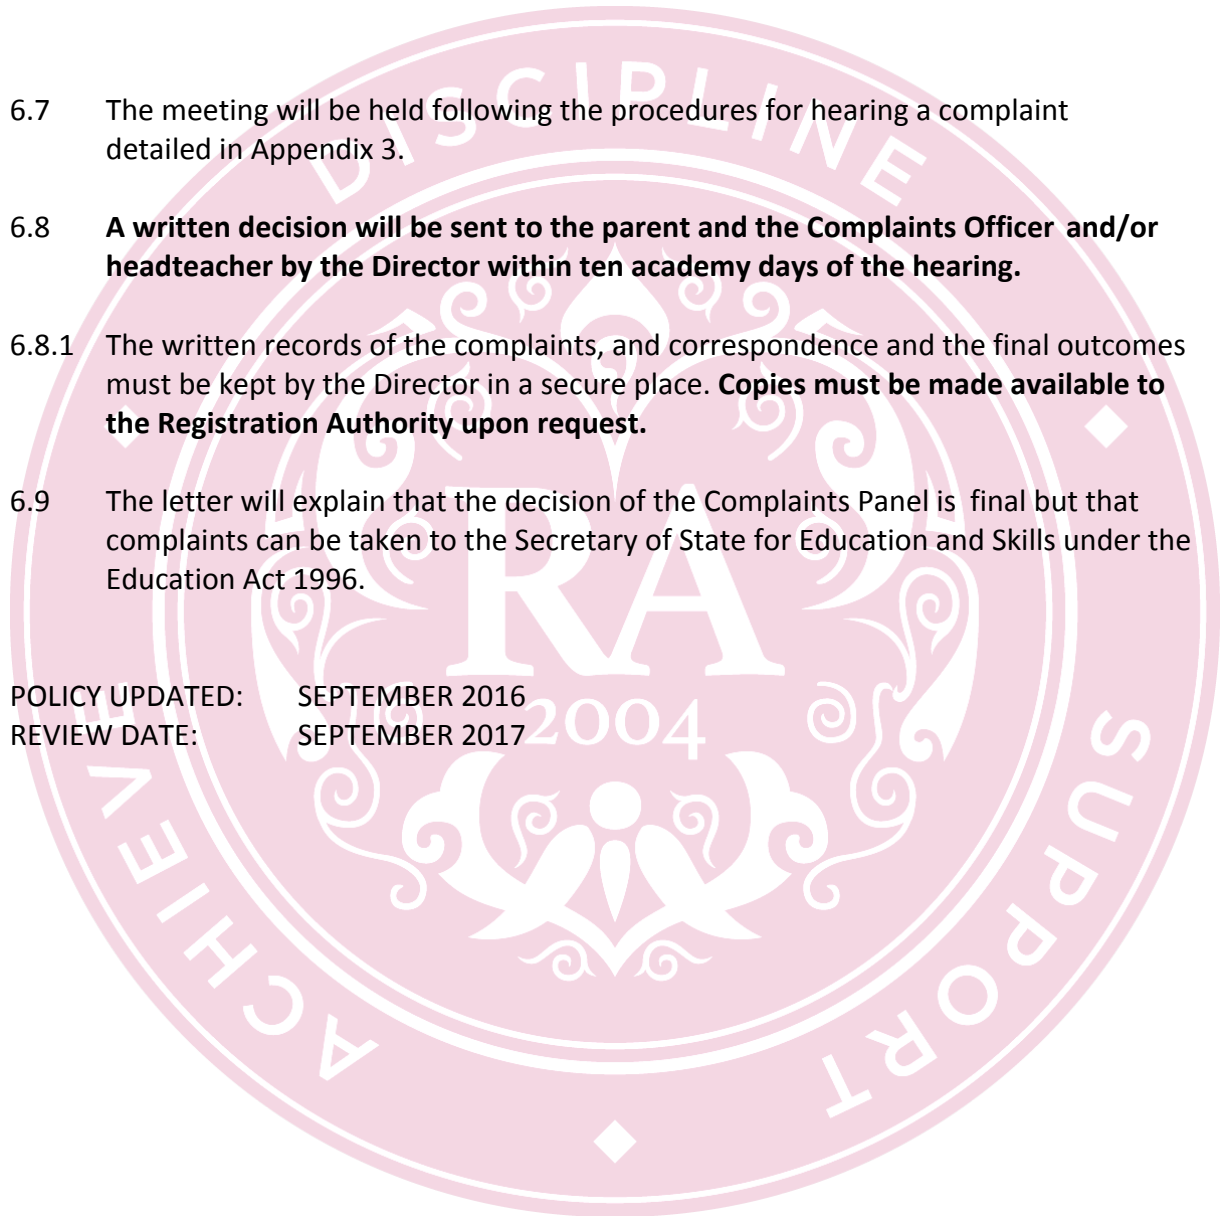 DISCIPLINE
6.7 The meeting will be held following the procedures for hearing a complaint
detailed in Appendix 3.
6.8 A written decision will be sent to the parent and the Complaints Officer and/or
headteacher by the Director within ten academy days of the hearing.
6.8.1 The written records of the complaints, and correspondence and the final outcomes
must be kept by the Director in a secure place. Copies must be made available to
the Registration Authority upon request.
6.9 The letter will explain that the decision of the Complaints Panel is final but that
complaints can be taken to the Secretary of State for Education and Skills under the
Education Act 1996.
RA
POLICY UPDATED: SEPTEMBER 2016
REVIEW DATE: SEPTEMBER 2017
2004
ACHIEVE
SUPPORT